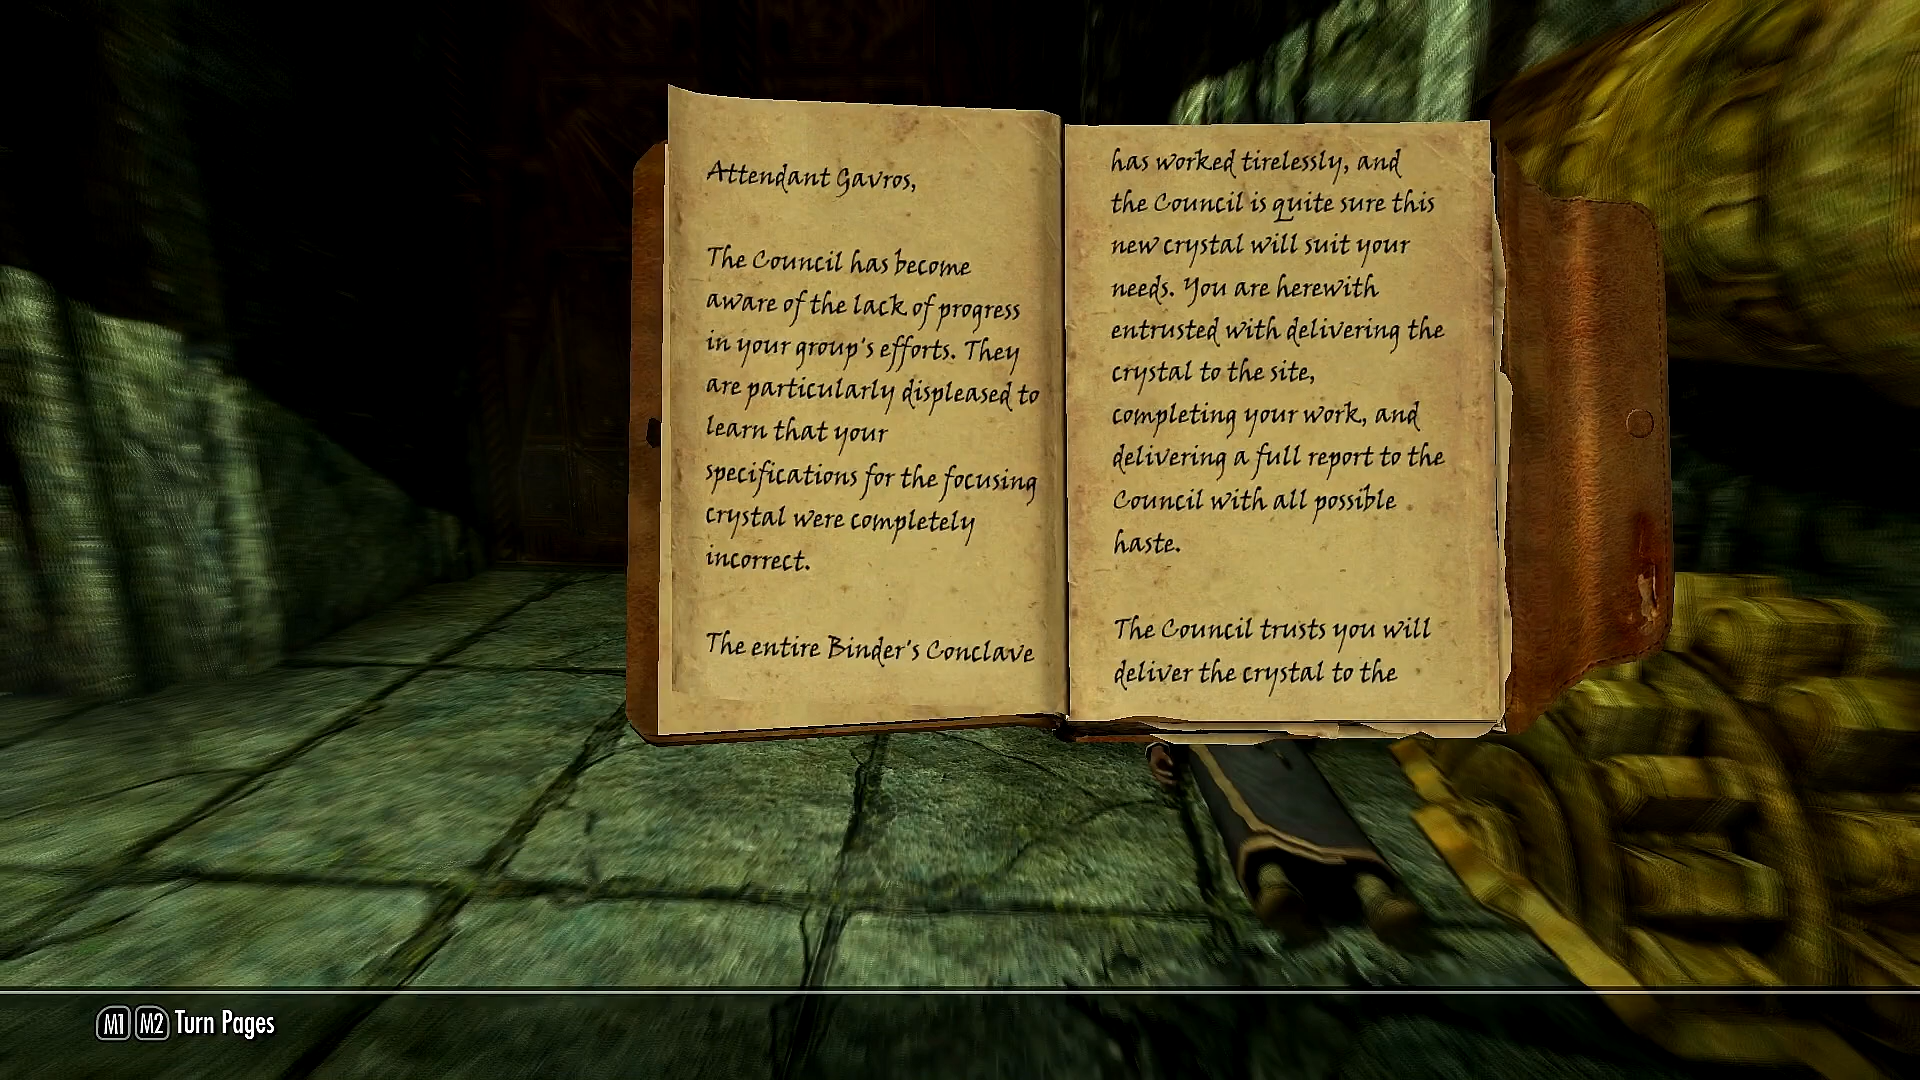 Attendant Gavros,
The Council has become
aware of the lack of progress
in your group's efforts. They
are particularly displeased to
learn that your
specifications for the focusing
crystal were completely
incorrect.
The entire Binder's Conclave
has worked tirelessly, and
the Council is quite sure this
new crystal will suit your
needs. You are herewith
entrusted with delivering the
crystal to the site,
completing your work, and
delivering a full report to the
Council with all possible
haste.
The Council trusts you will
deliver the crystal to the
M1 M2 Turn Pages